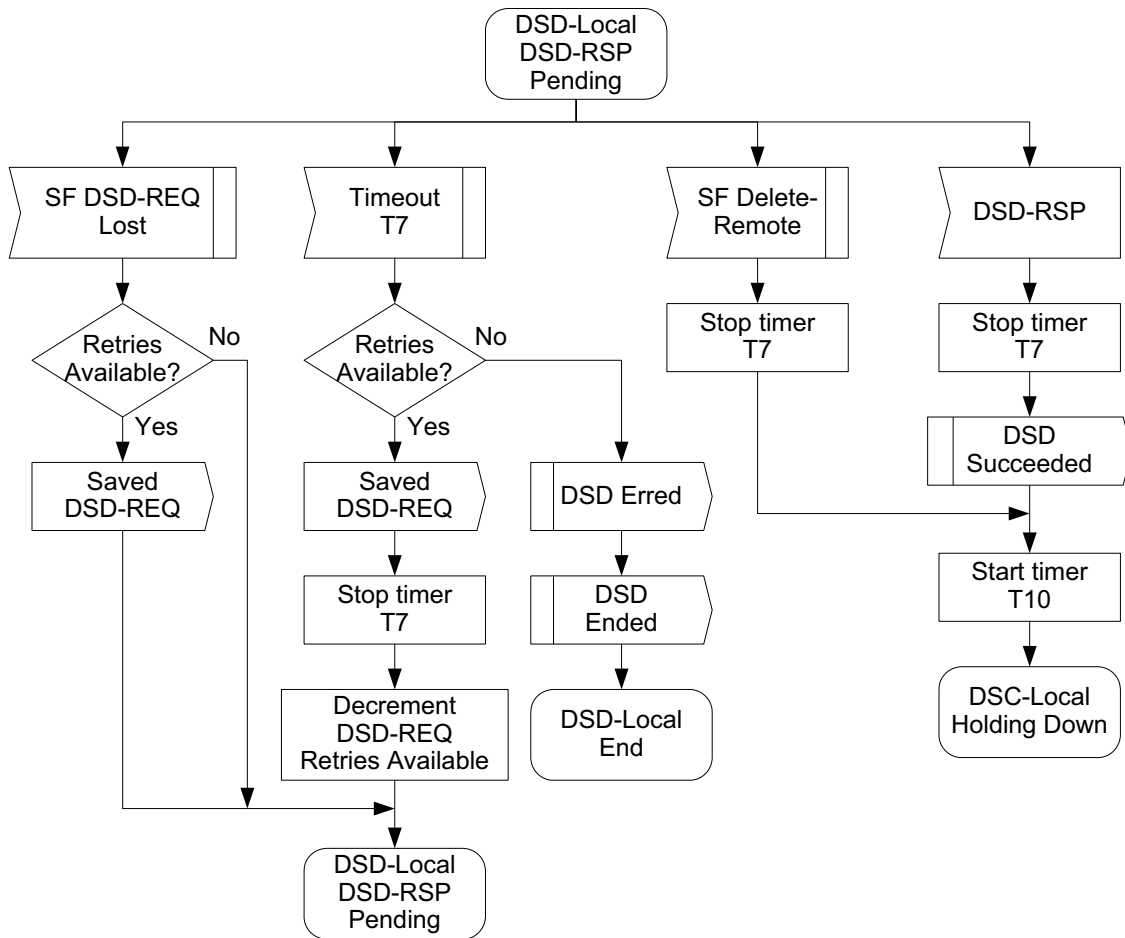 DSD-Local
DSD-RSP
Pending
SF DSD-REQ
Lost
Timeout
T7
SF Delete-
Remote
DSD-RSP
Retries
Available?
No
Yes
Retries
Available?
No
Yes
Stop timer
T7
Stop timer
T7
Saved
DSD-REQ
Saved
DSD-REQ
DSD Erred
DSD
Succeeded
Stop timer
T7
DSD
Ended
Start timer
T10
Decrement
DSD-REQ
Retries Available
DSD-Local
End
DSC-Local
Holding Down
DSD-Local
DSD-RSP
Pending